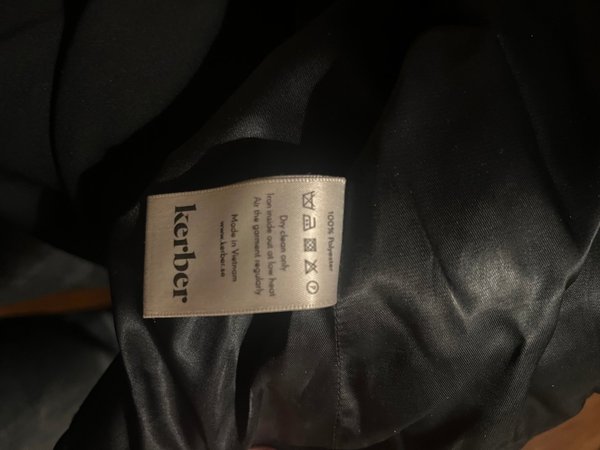 100% Polyester
Dry clean only
Iron inside out at low heat
Air the garment regularly
Made in Vietnam
www.kerber.se
kerber